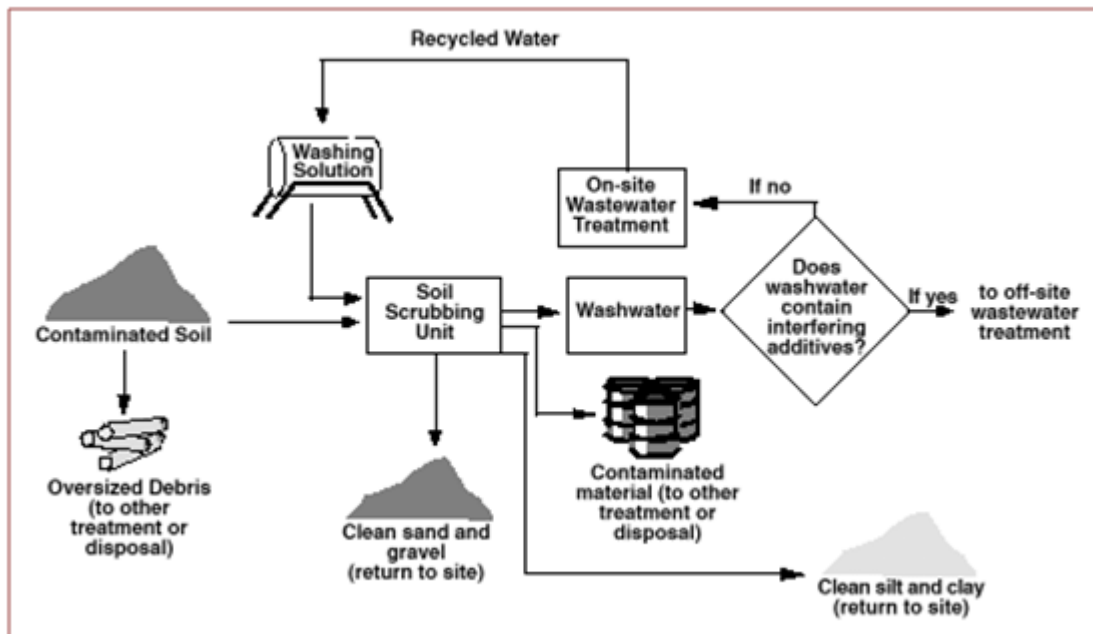 Recycled Water
Washing
Solution
On-site
Wastewater
Treatment
If no
Does
washwater
contain
interfering
additives?
If yes
to off-site
wastewater
treatment
Contaminated Soil
Soil
Scrubbing
Unit
Washwater
Oversized Debris
(to other
treatment or
disposal)
Clean sand and
gravel
(return to site)
Contaminated
material (to other
treatment or
disposal)
Clean silt and clay
(return to site)